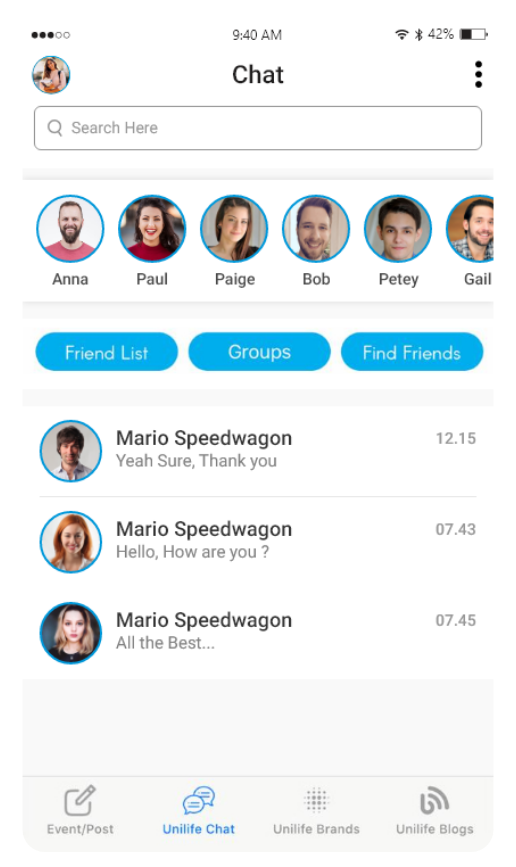 9:40 AM
42%
Chat
Search Here
Anna Paul Paige Bob Petey Gail
Friend List Groups Find Friends
Mario Speedwagon 12.15
Yeah Sure, Thank you
Mario Speedwagon 07.43
Hello, How are you ?
Mario Speedwagon 07.45
All the Best...
Event/Post Unilife Chat Unilife Brands Unilife Blogs